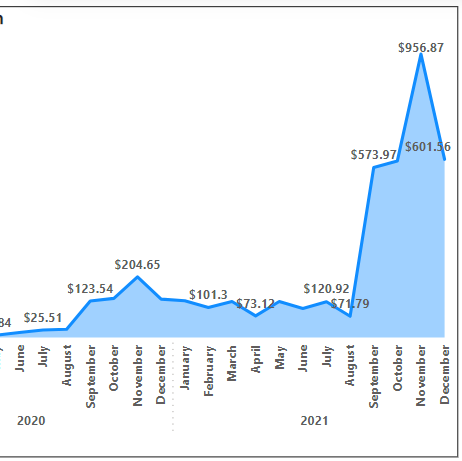 $956.87
$573.97
$601.56
$204.65
$123.54
$25.51
84
$101.3
$73.12
$120.92
$71.79
June
July
August
September
October
November
December
January
February
March
April
May
June
July
August
September
October
November
December
2020
2021